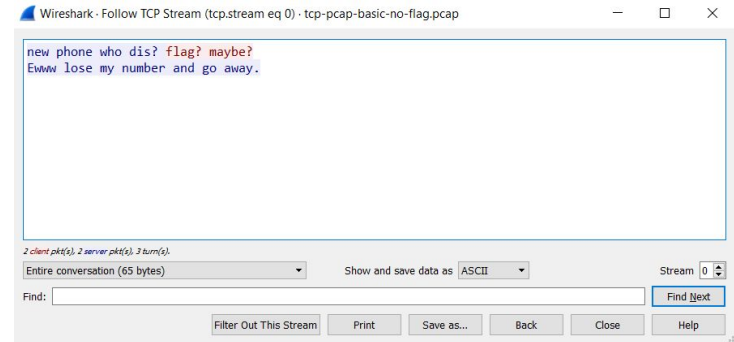 Wireshark · Follow TCP Stream (tcp.stream eq 0) · tcp-pcap-basic-no-flag.pcap
new phone who dis? flag? maybe?
Ewww lose my number and go away.
2 client pkt(s), 2 server pkt(s), 3 turn(s).
Entire conversation (65 bytes) Show and save data as ASCII Stream 0
Find: Find Next
Filter Out This Stream Print Save as... Back Close Help